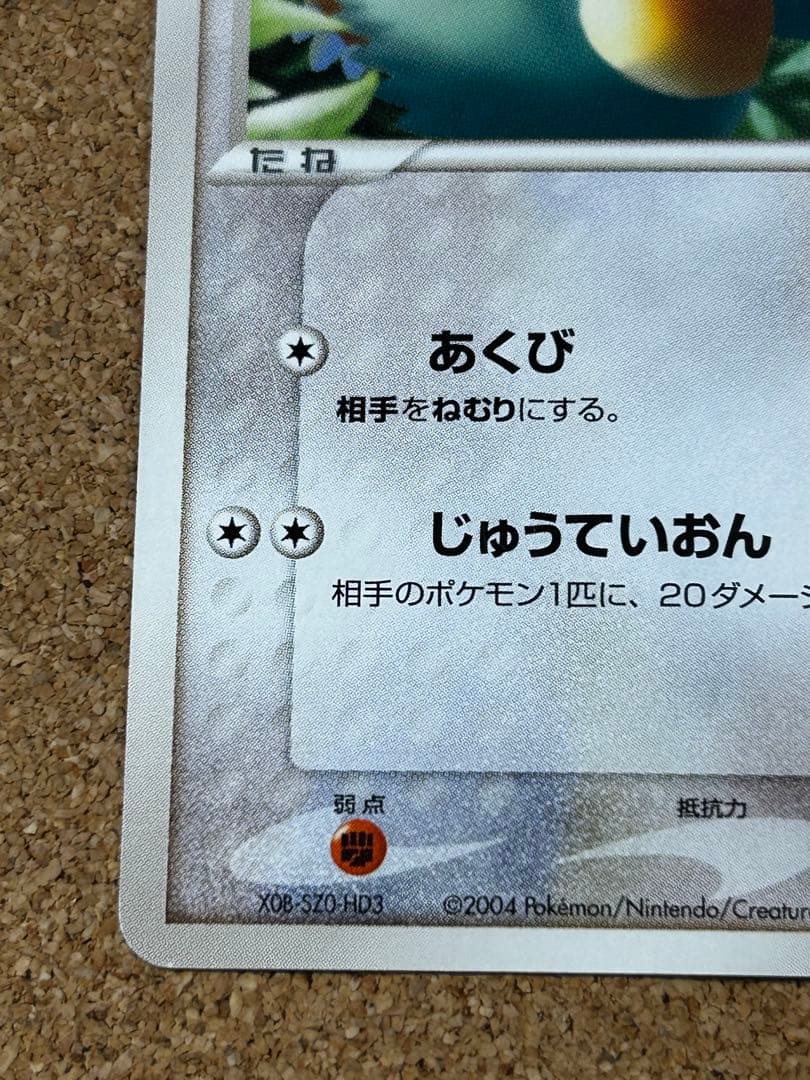 たね
あくび
相手をねむりにする。
じゅうていおん
相手のポケモン1匹に、20ダメージ
弱点
抵抗力
X0B-SZ0-HD3
©2004 Pokémon/Nintendo/Creature